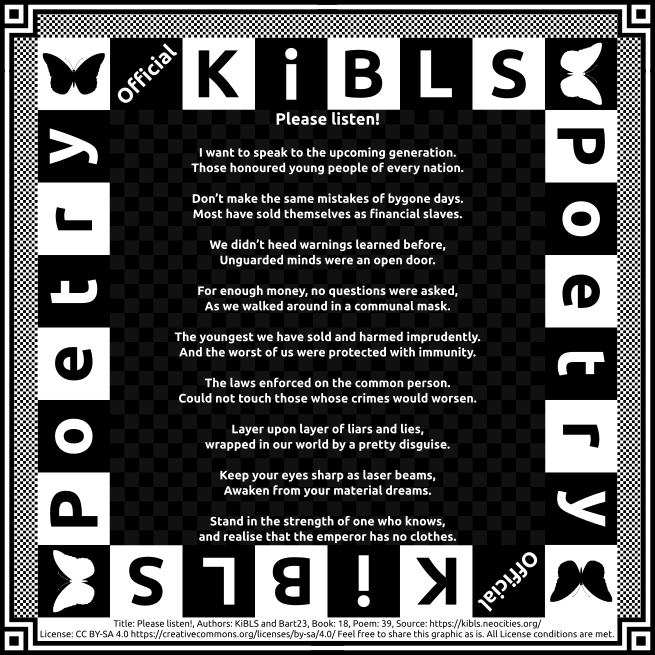 Official KiBLS
Poetry
Poetry
Please listen!
I want to speak to the upcoming generation.
Those honoured young people of every nation.
Don’t make the same mistakes of bygone days.
Most have sold themselves as financial slaves.
We didn’t heed warnings learned before,
Unguarded minds were an open door.
For enough money, no questions were asked,
As we walked around in a communal mask.
The youngest we have sold and harmed imprudently.
And the worst of us were protected with immunity.
The laws enforced on the common person.
Could not touch those whose crimes would worsen.
Layer upon layer of liars and lies,
wrapped in our world by a pretty disguise.
Keep your eyes sharp as laser beams,
Awaken from your material dreams.
Stand in the strength of one who knows,
and realise that the emperor has no clothes.
Official KiBLS
Title: Please listen!, Authors: KiBLS and Bart23, Book: 18, Poem: 39, Source: https://kibls.neocities.org/
License: CC BY-SA 4.0 https://creativecommons.org/licenses/by-sa/4.0/ Feel free to share this graphic as is. All License conditions are met.